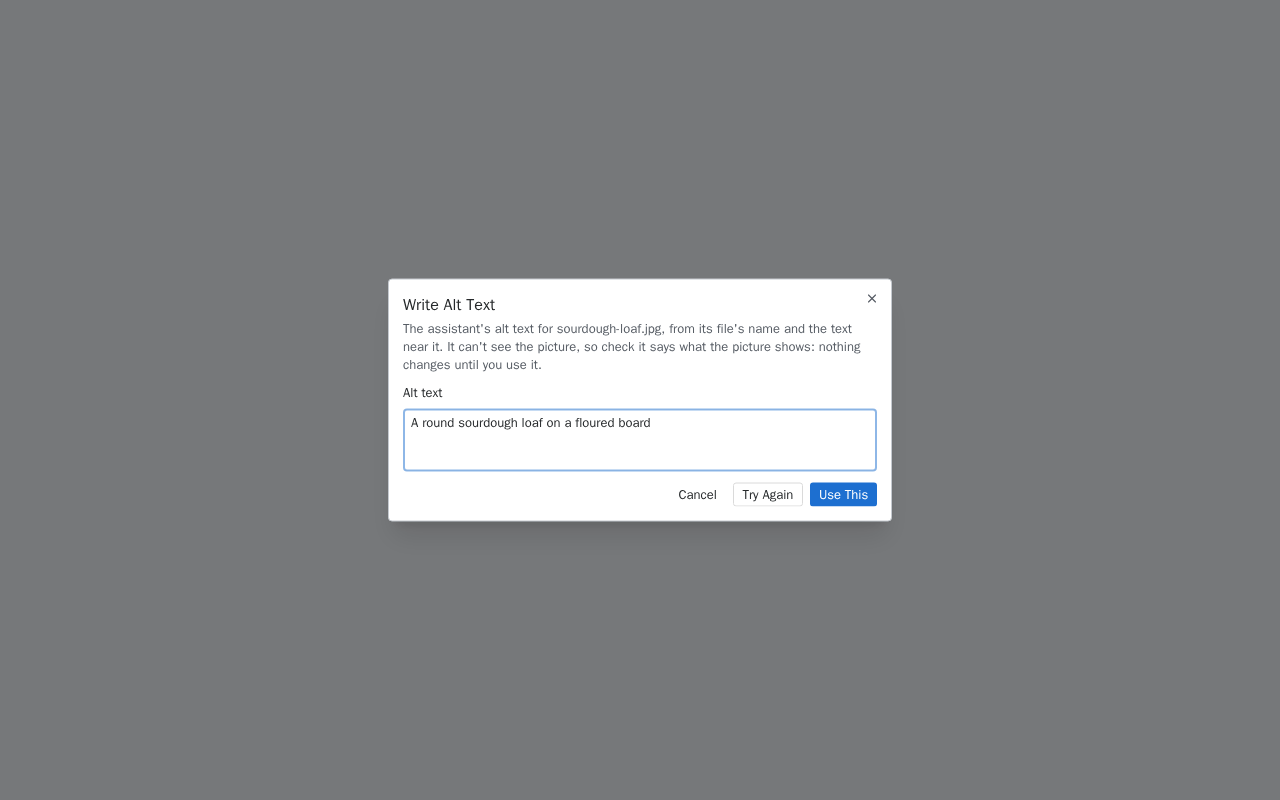 Write Alt Text
The assistant's alt text for sourdough-loaf.jpg, from its file's name and the text
near it. It can't see the picture, so check it says what the picture shows: nothing
changes until you use it.
Alt text
A round sourdough loaf on a floured board
Cancel Try Again Use This